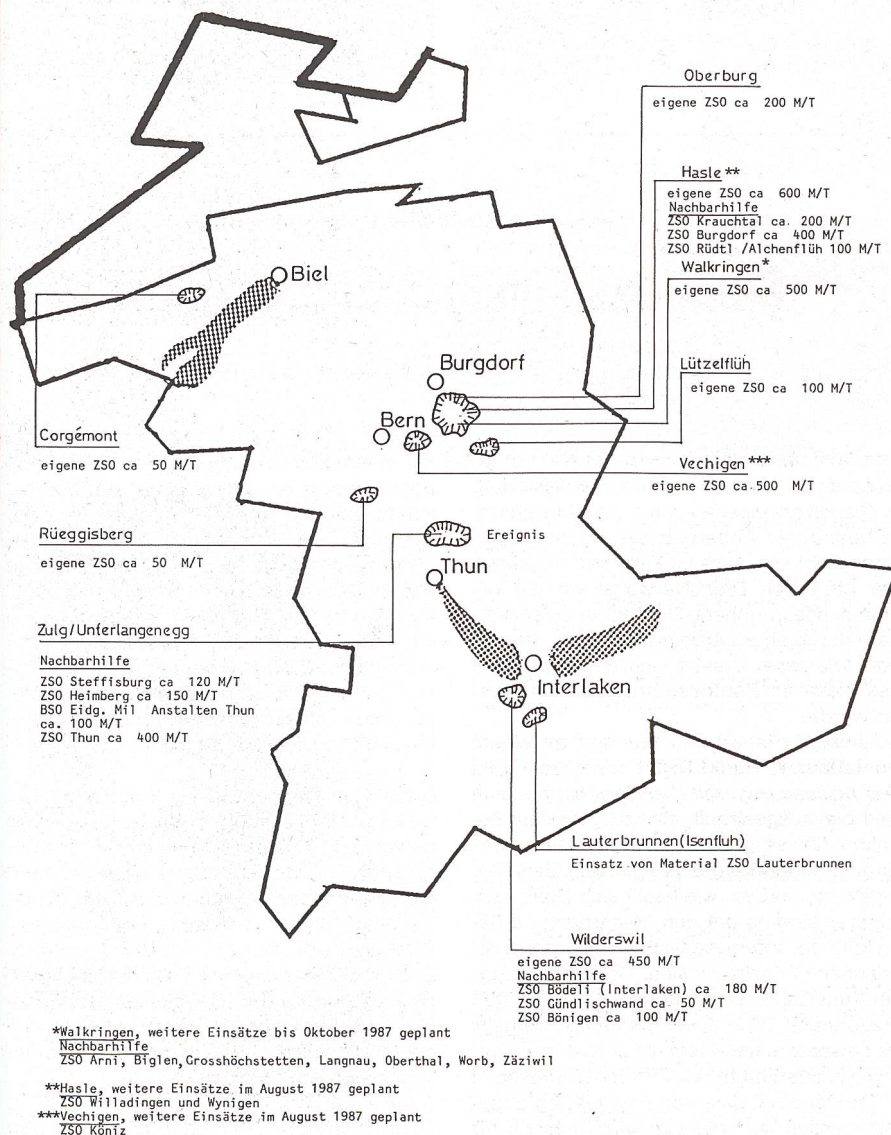 Oberburg
eigene ZSO ca 200 M/T
Hasle**
eigene ZSO ca 600 M/T
Nachbarhilfe
ZSO Krauchtal ca. 200 M/T
ZSO Burgdorf ca 400 M/T
ZSO Rüdtl /Alchenflüh 100 M/T
Walkringen*
eigene ZSO ca. 500 M/T
Lützelflüh
eigene ZSO ca 100 M/T
Vechigen***
eigene ZSO ca.500 M/T
Biel
Burgdorf
Bern
Corgémont
eigene ZSO ca 50 M/T
Rüeggisberg
eigene ZSO ca 50 M/T
Ereignis
Thun
Zulg/Unterlangenegg
Nachbarhilfe
ZSO Steffisburg ca 120 M/T
ZSO Heimberg ca 150 M/T
BSO Eidg. Mil Anstalten Thun
ca. 100 M/T
ZSO Thun ca 400 M/T
Interlaken
Lauterbrunnen(Isenfluh)
Einsatz von Material ZSO Lauterbrunnen
Wilderswil
eigene ZSO ca 450 M/T
Nachbarhilfe
ZSO Bödeli (Interlaken) ca 180 M/T
ZSO Gündlischwand ca 50 M/T
ZSO Bönigen ca 100 M/T
*Walkringen, weitere Einsätze bis Oktober 1987 geplant
Nachbarhilfe
ZSO Arni, Biglen,Grosshöchstetten, Langnau, Oberthal, Worb, Zäziwil
**Hasle, weitere Einsätze im August 1987 geplant
ZSO Willadingen und Wynigen
***Vechigen, weitere Einsätze im August 1987 geplant
ZSO Köniz